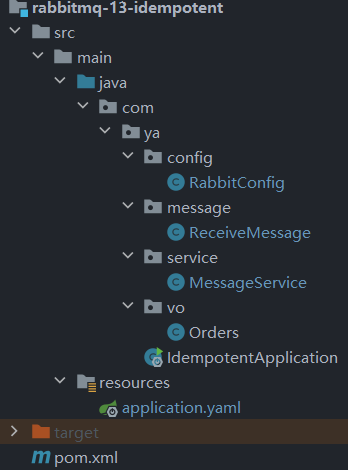 rabbitmq-13-idempotent
src
main
java
com
ya
config
RabbitConfig
message
ReceiveMessage
service
MessageService
vo
Orders
IdempotentApplication
resources
application.yaml
target
pom.xml